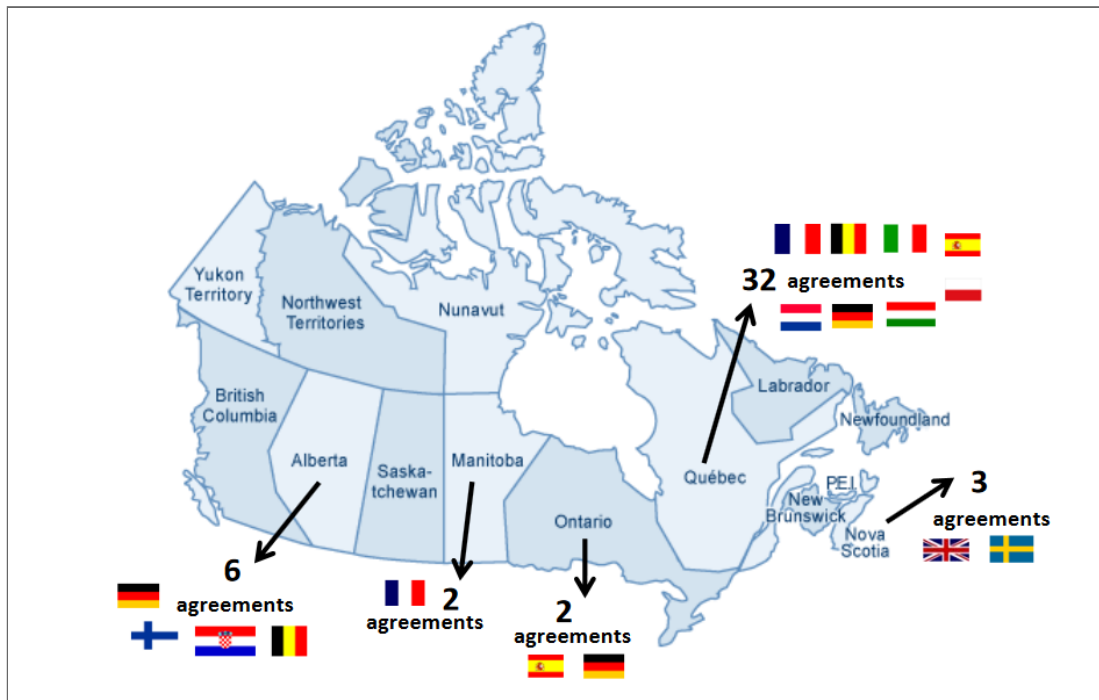 Yukon
Territory
Northwest
Territories
Nunavut
32 agreements
British
Columbia
Alberta
Saska-
tchewan
Manitoba
Ontario
Québec
Labrador
Newfoundland
P.E.I
New
Brunswick
Nova
Scotia
3
agreements
6
agreements
2
agreements
2
agreements